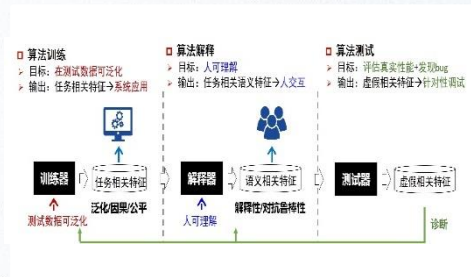 算法训练
目标：在测试数据可泛化
输出：任务相关特征→系统应用
算法解释
目标：人可理解
输出：任务相关语义特征→人交互
算法测试
目标：评估真实性能+发现bug
输出：虚假相关特征→针对性调试
训练器
任务相关特征
解释器
语义相关特征
测试器
虚假相关特征
泛化/因果/公平
解释性/对抗鲁棒性
测试数据可泛化
人可理解
诊断